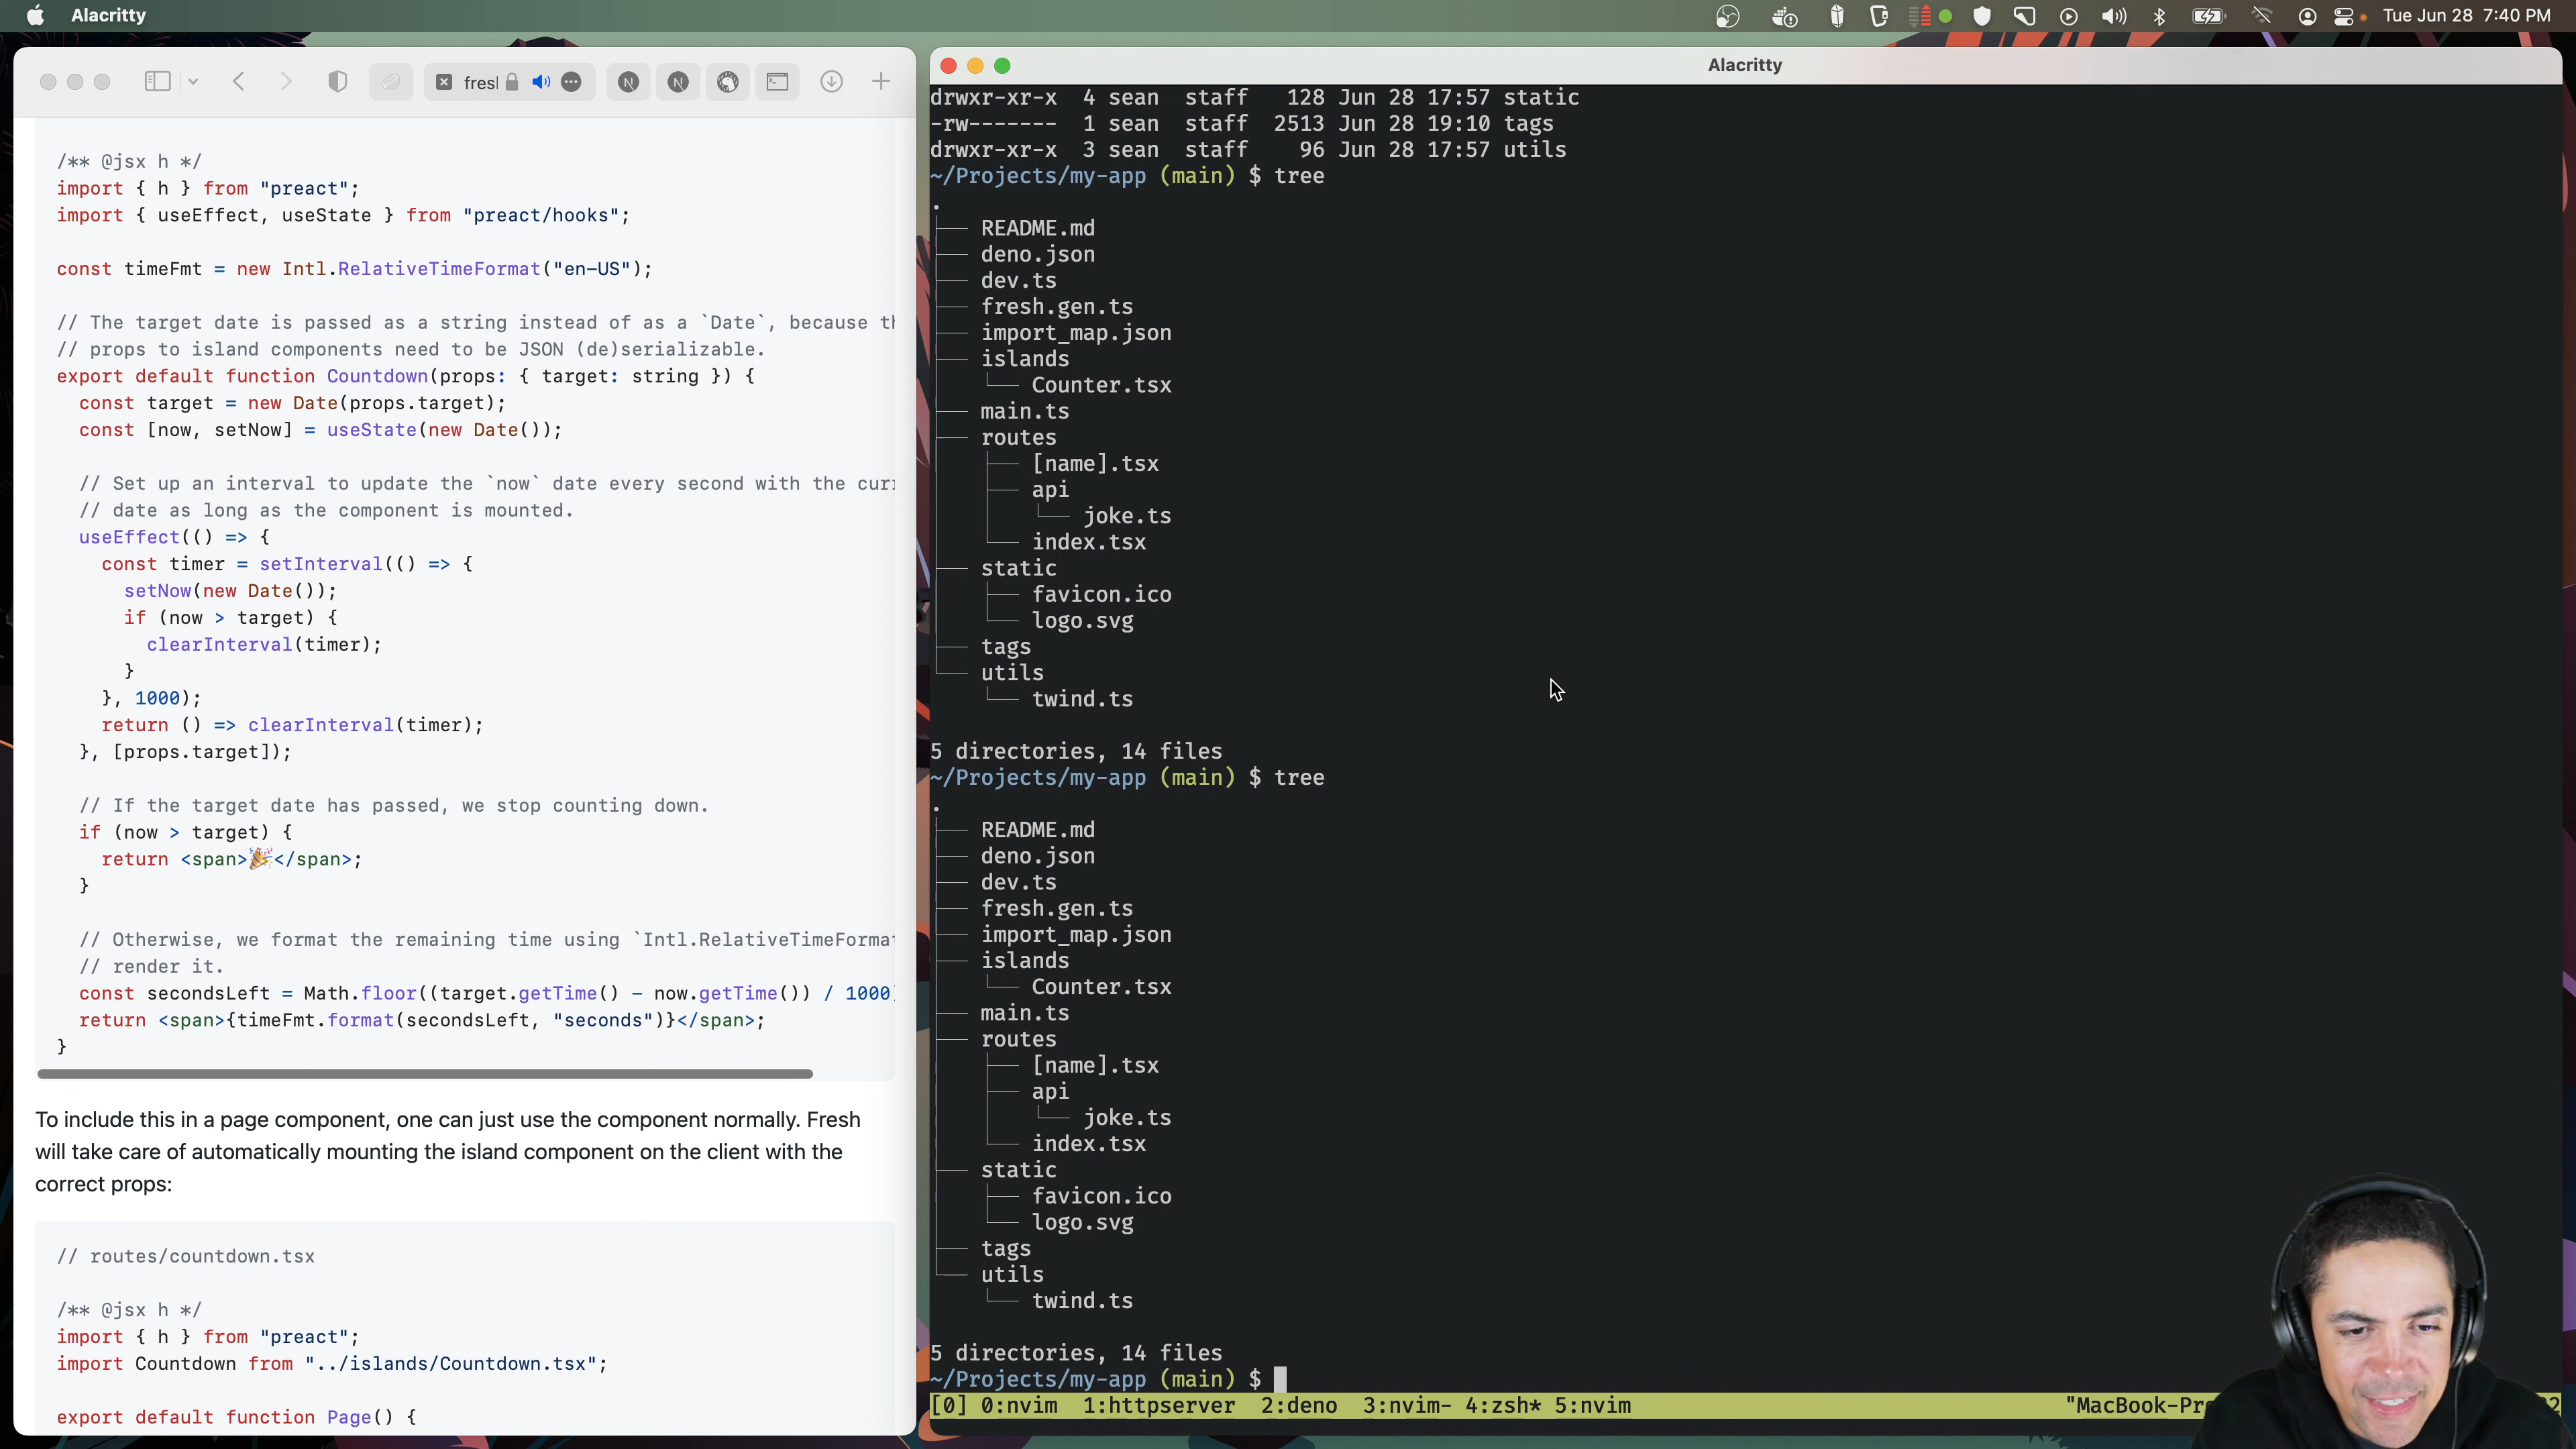 Alacritty
Tue Jun 28 7:40 PM
fresh
/** @jsx h */
import { h } from "preact";
import { useEffect, useState } from "preact/hooks";
const timeFmt = new Intl.RelativeTimeFormat("en-US");
// The target date is passed as a string instead of as a `Date`, because
// props to island components need to be JSON (de)serializable.
export default function Countdown(props: { target: string }) {
const target = new Date(props.target);
const [now, setNow] = useState(new Date());
// Set up an interval to update the `now` date every second with the
// date as long as the component is mounted.
useEffect(() => {
const timer = setInterval(() => {
setNow(new Date());
if (now > target) {
clearInterval(timer);
}
}, 1000);
return () => clearInterval(timer);
}, [props.target]);
// If the target date has passed, we stop counting down.
if (now > target) {
return <span>🎉</span>;
}
// Otherwise, we format the remaining time using `Intl.RelativeTimeForma
// render it.
const secondsLeft = Math.floor((target.getTime() - now.getTime()) / 1000
return <span>{timeFmt.format(secondsLeft, "seconds")}</span>;
}
To include this in a page component, one can just use the component normally. Fresh
will take care of automatically mounting the island component on the client with the
correct props:
// routes/countdown.tsx
/** @jsx h */
import { h } from "preact";
import Countdown from "../islands/Countdown.tsx";
export default function Page() {
Alacritty
drwxr-xr-x 4 sean staff 128 Jun 28 17:57 static
-rw------- 1 sean staff 2513 Jun 28 19:10 tags
drwxr-xr-x 3 sean staff 96 Jun 28 17:57 utils
~/Projects/my-app (main) $ tree
.
├── README.md
├── deno.json
├── dev.ts
├── fresh.gen.ts
├── import_map.json
├── islands
│   └── Counter.tsx
├── main.ts
├── routes
│   ├── [name].tsx
│   ├── api
│   │   └── joke.ts
│   └── index.tsx
├── static
│   ├── favicon.ico
│   └── logo.svg
├── tags
└── utils
    └── twind.ts
5 directories, 14 files
~/Projects/my-app (main) $ tree
.
├── README.md
├── deno.json
├── dev.ts
├── fresh.gen.ts
├── import_map.json
├── islands
│   └── Counter.tsx
├── main.ts
├── routes
│   ├── [name].tsx
│   ├── api
│   │   └── joke.ts
│   └── index.tsx
├── static
│   ├── favicon.ico
│   └── logo.svg
├── tags
└── utils
    └── twind.ts
5 directories, 14 files
~/Projects/my-app (main) $
[0] 0:nvim 1:httpserver 2:deno 3:nvim- 4:zsh* 5:nvim "MacBook-Pr